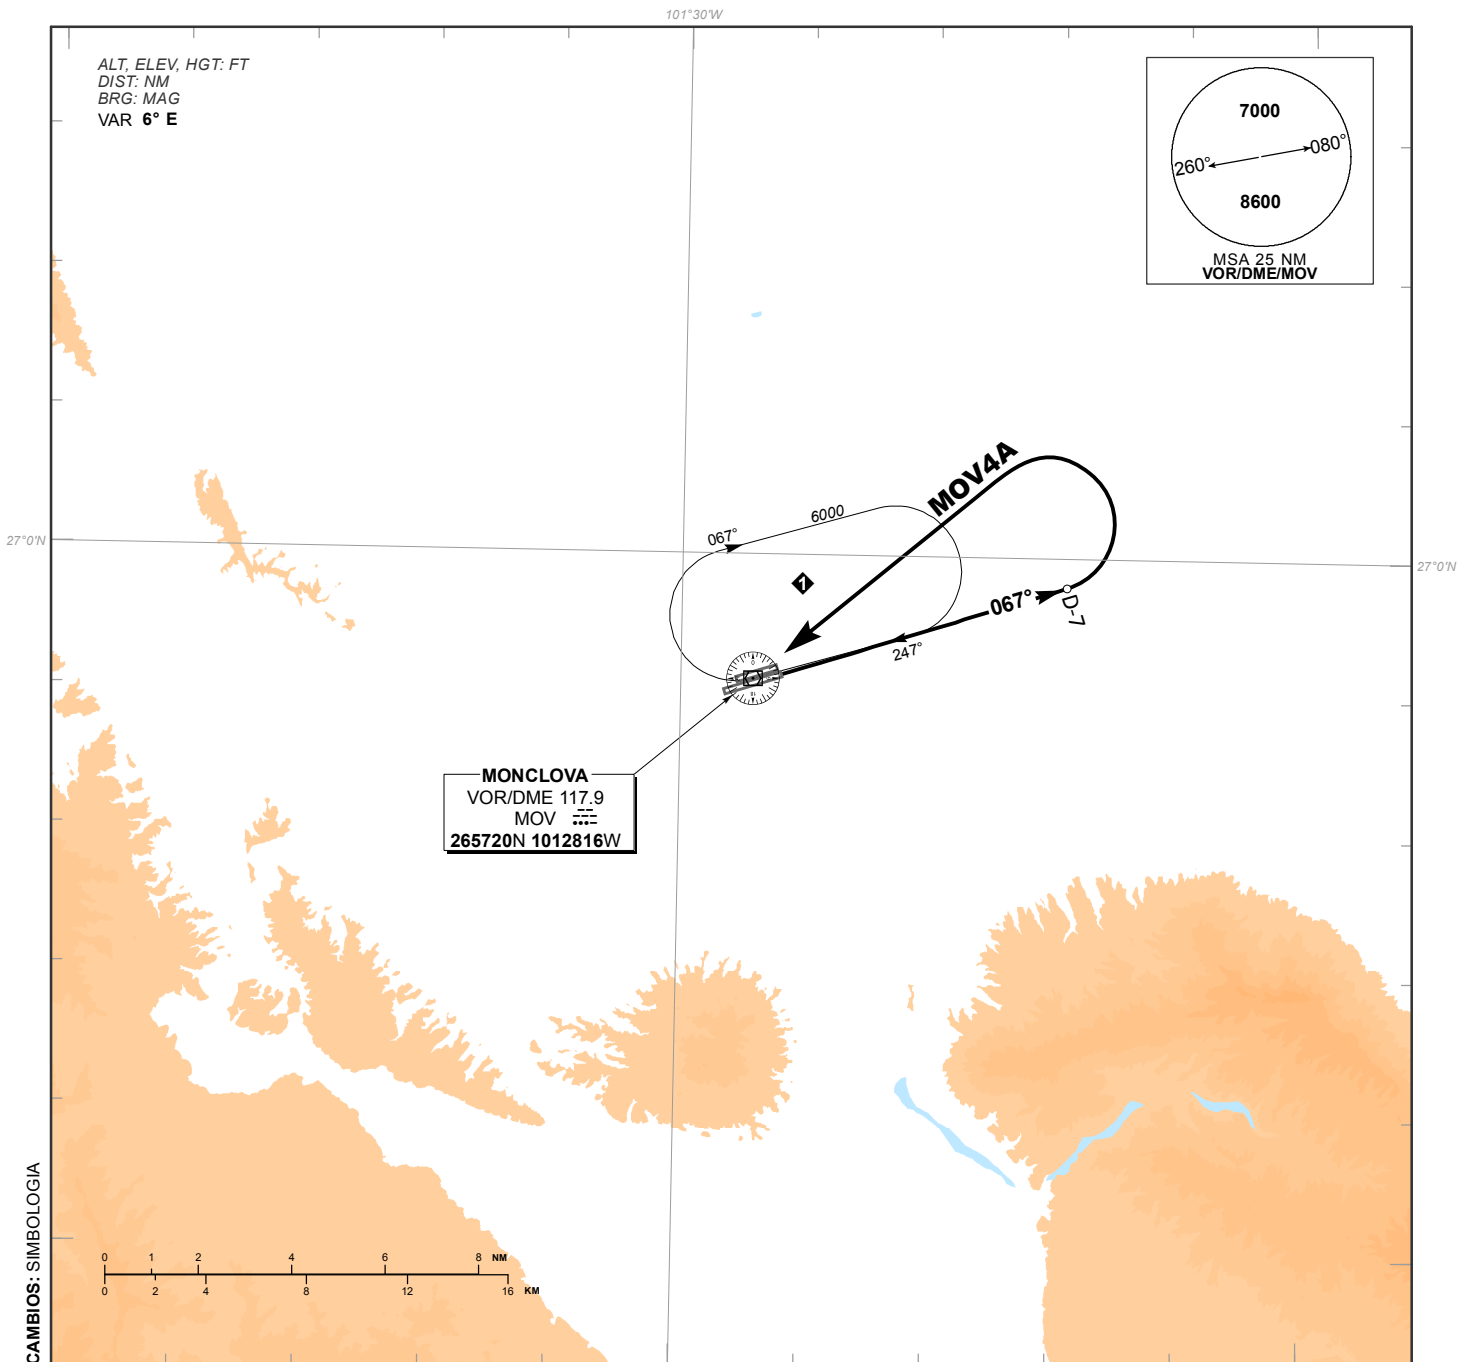 101°30'W
ALT, ELEV, HGT: FT
DIST: NM
BRG: MAG
VAR 6° E
7000
260°
080°
8600
MSA 25 NM
VOR/DME/MOV
MOV4A
6000
067°
27°0'N
27°0'N
1
067°
D-7
247°
MONCLOVA
VOR/DME 117.9
MOV
265720N 1012816W
CAMBIOS: SIMBOLOGIA
0 1 2 4 6 8 NM
0 2 4 8 12 16 KM